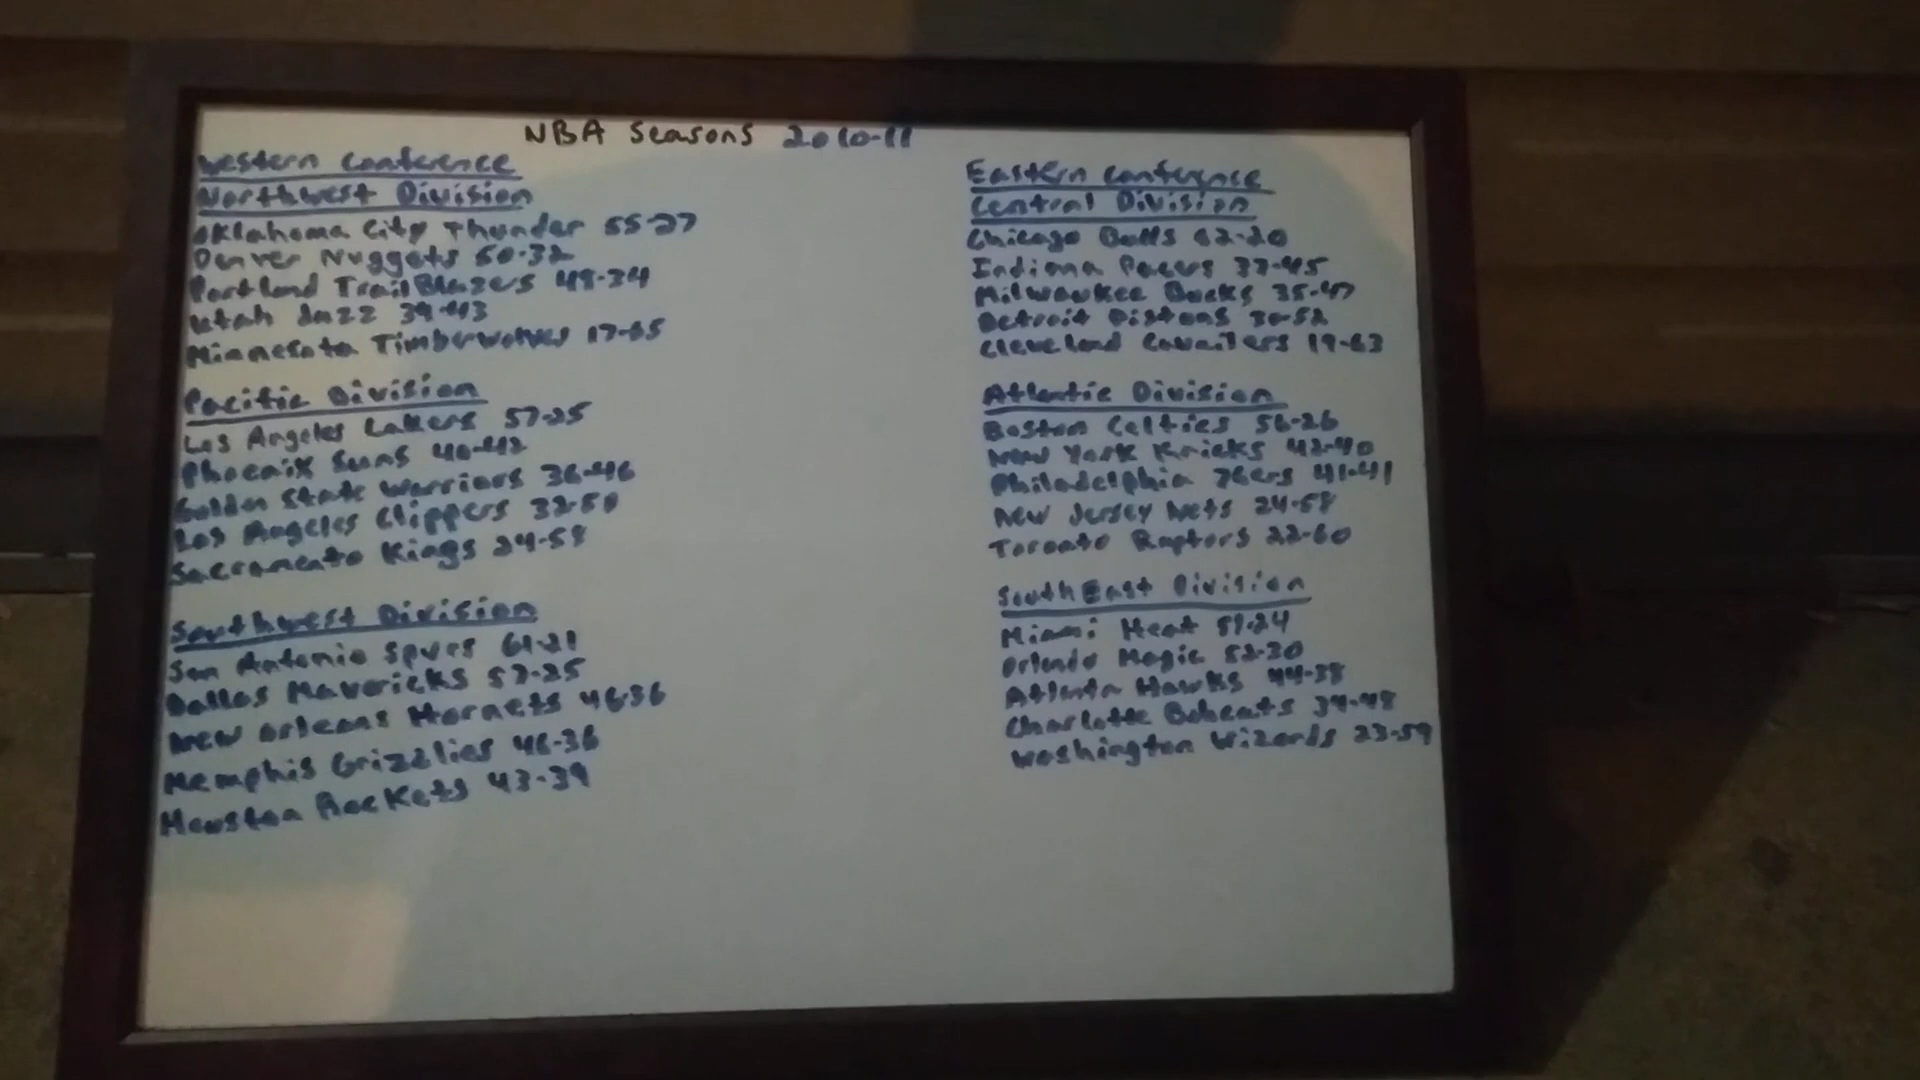 NBA Seasons 2010-11
Western Conference
Northwest Division
Oklahoma City Thunder 55-27
Denver Nuggets 50-32
Portland TrailBlazers 48-34
Utah Jazz 39-43
Minnesota Timberwolves 17-65
Pacific Division
Los Angeles Lakers 57-25
Phoenix Suns 40-42
Golden State Warriors 36-46
Los Angeles Clippers 32-50
Sacramento Kings 24-58
Southwest Division
San Antonio Spurs 61-21
Dallas Mavericks 57-25
New Orleans Hornets 46-36
Memphis Grizzlies 46-36
Houston Rockets 43-39
Eastern Conference
Central Division
Chicago Bulls 62-20
Indiana Pacers 37-45
Milwaukee Bucks 35-47
Detroit Pistons 30-52
Cleveland Cavailers 19-63
Atlantic Division
Boston Celtics 56-26
New York Knicks 42-40
Philadelphia 76ers 41-41
New Jersey Nets 24-58
Toronto Raptors 22-60
SouthEast Division
Miami Heat 58-24
Orlando Magic 52-30
Atlanta Hawks 44-38
Charlotte Bobcats 34-48
Washington Wizards 23-59